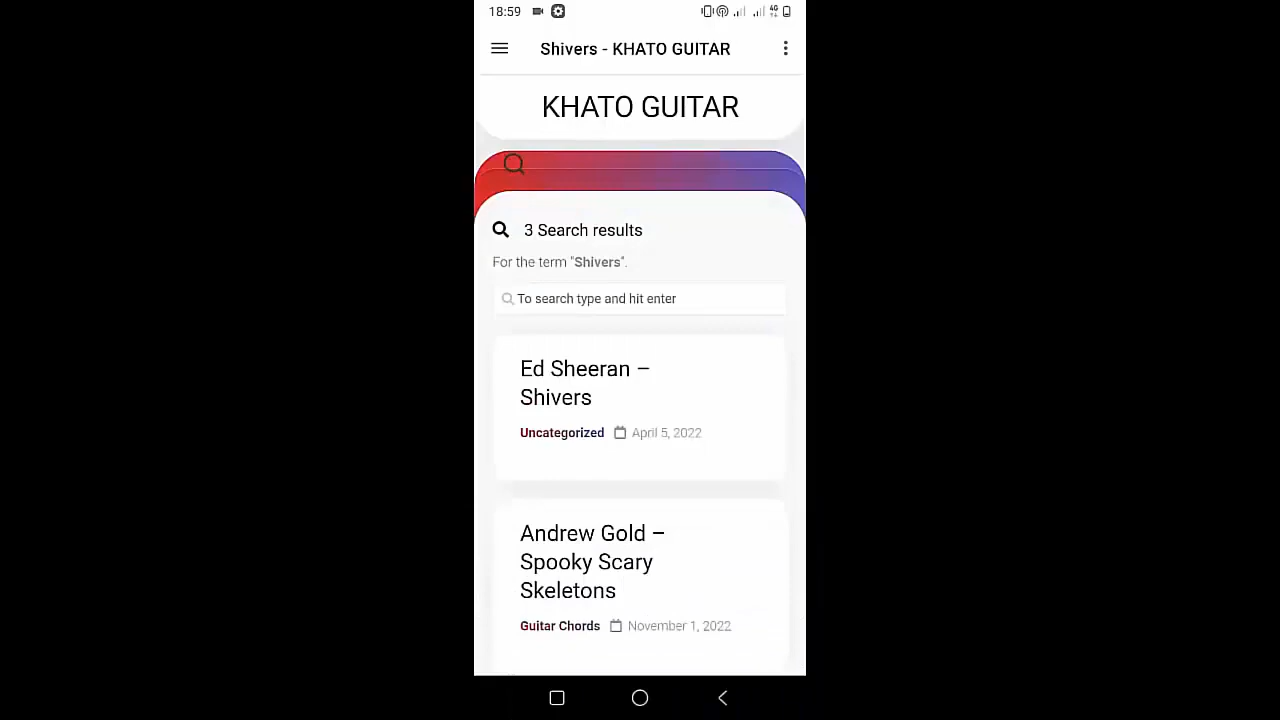 18:59
4G
Shivers - KHATO GUITAR
KHATO GUITAR
3 Search results
For the term "Shivers".
To search type and hit enter
Ed Sheeran –
Shivers
Uncategorized April 5, 2022
Andrew Gold –
Spooky Scary
Skeletons
Guitar Chords November 1, 2022